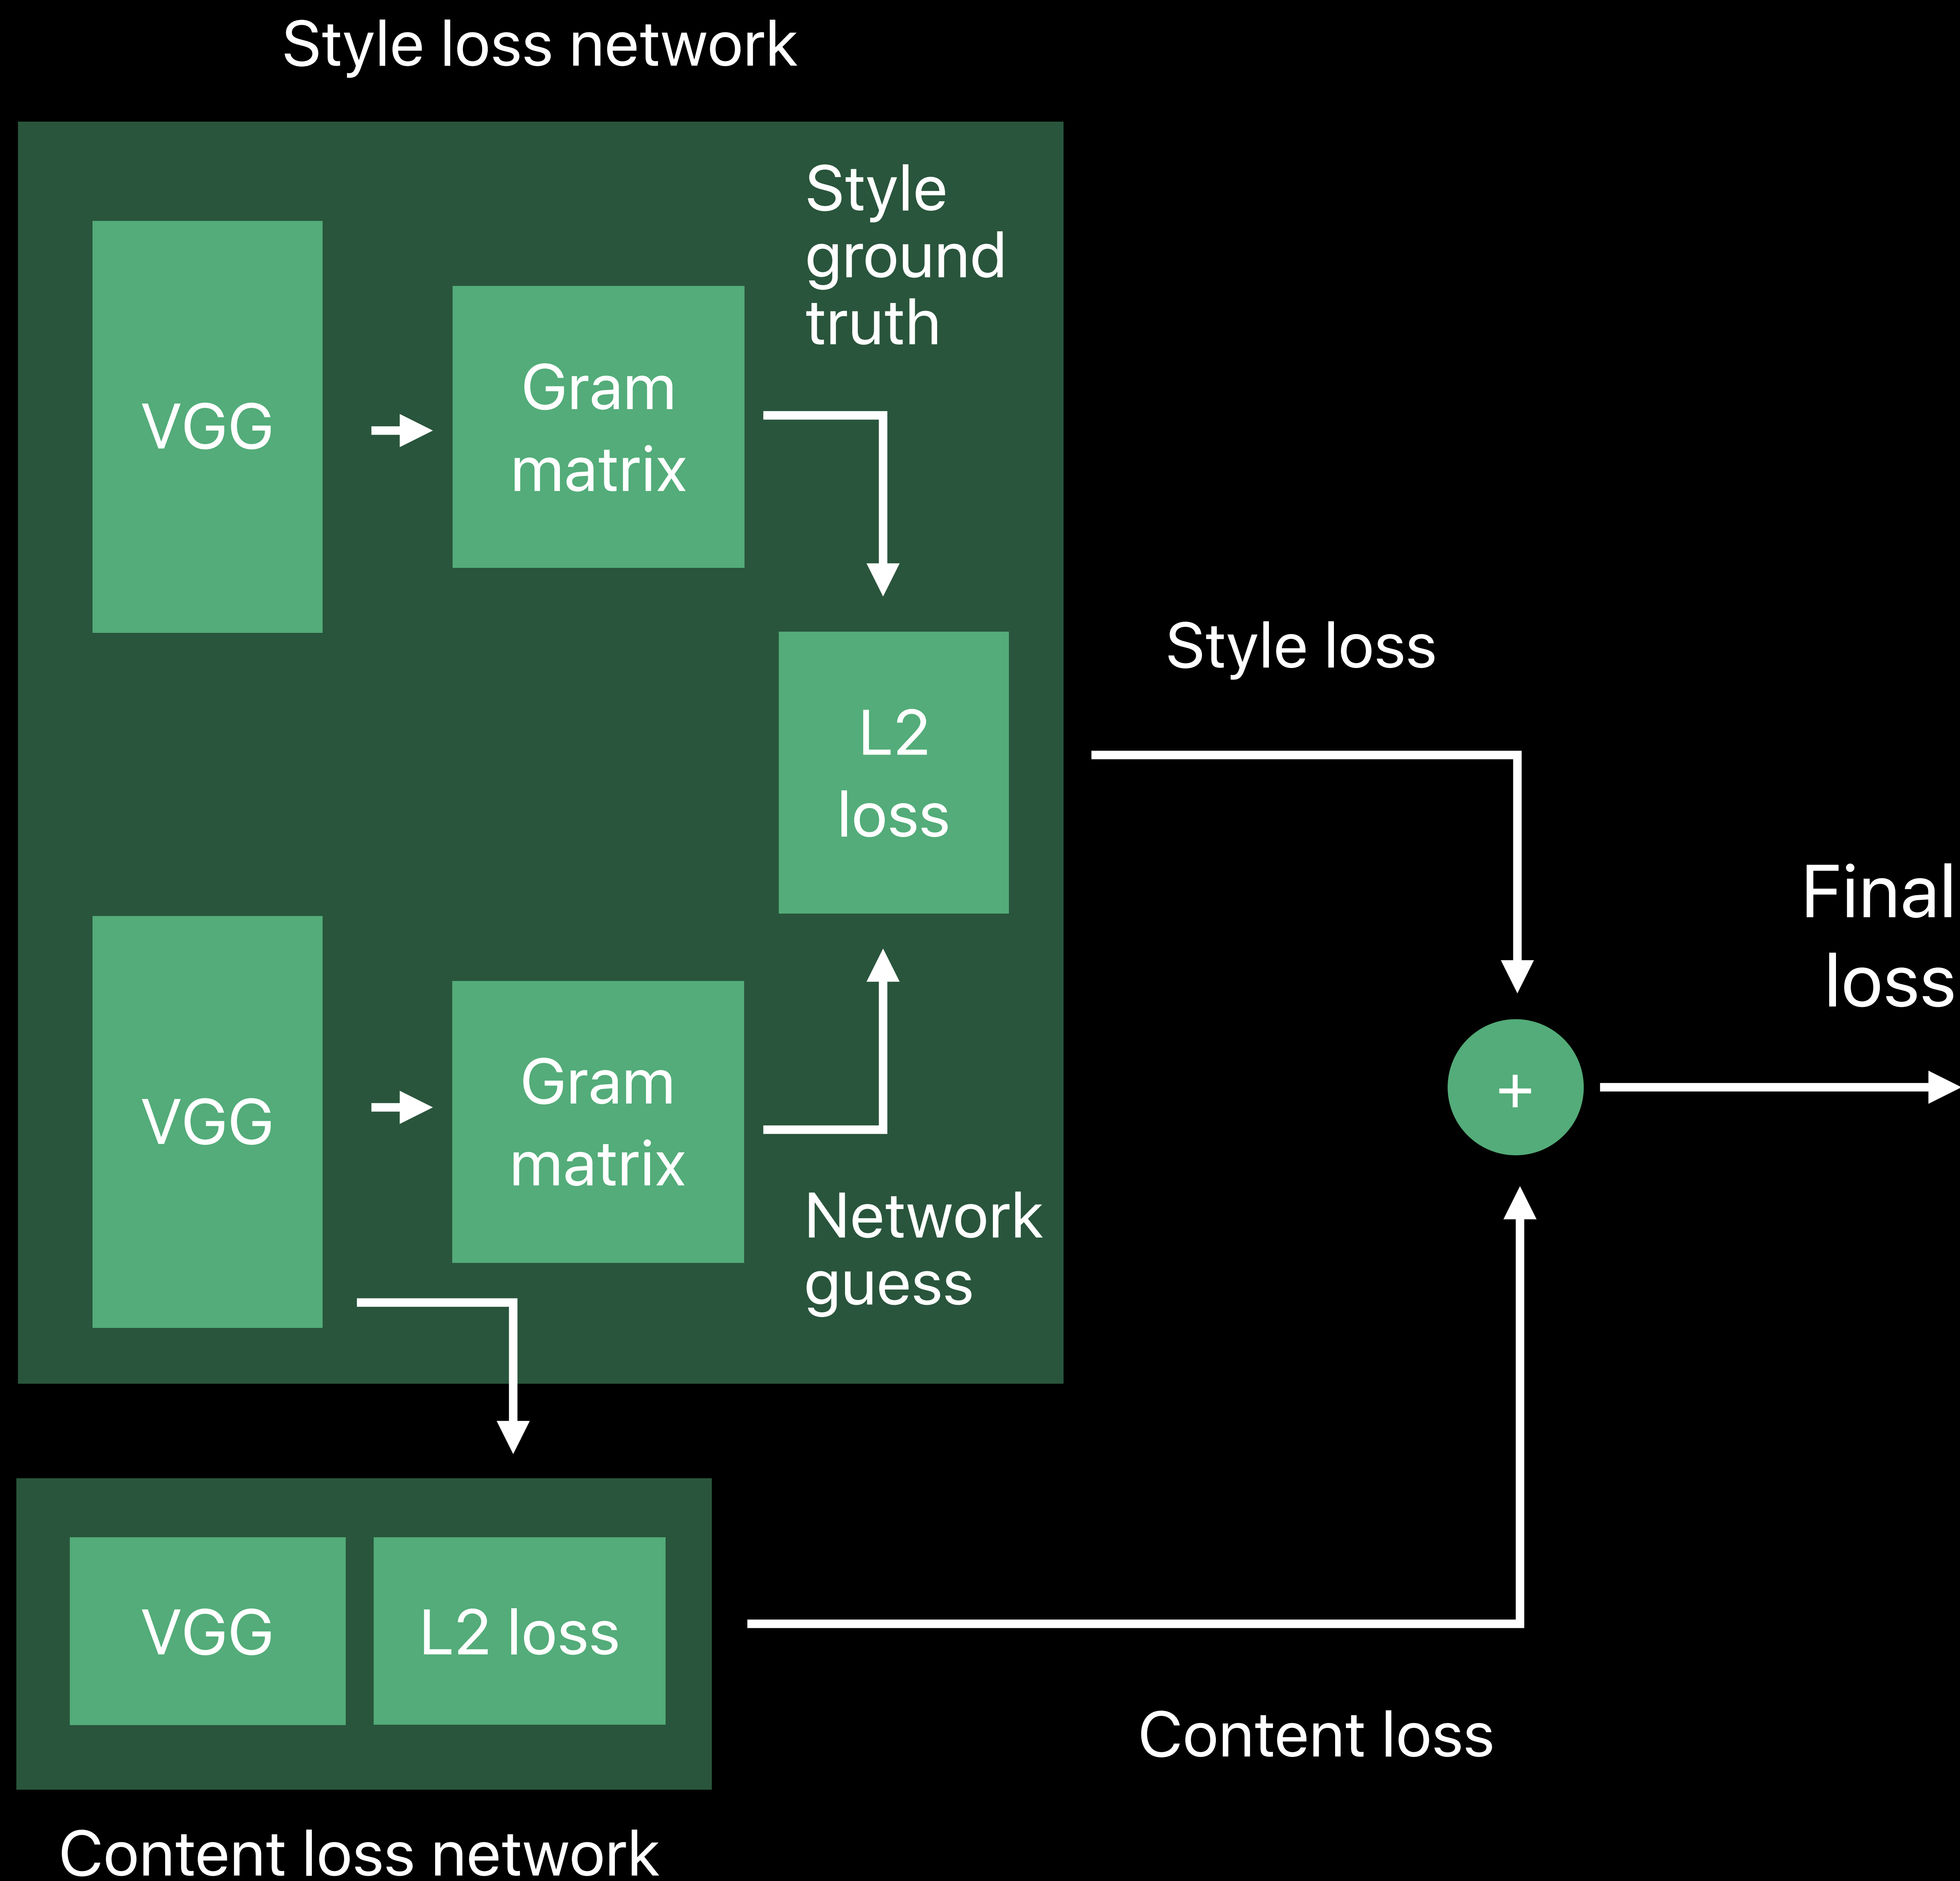 Style loss network
Style
ground
truth
VGG
Gram
matrix
L2
loss
Style loss
Final
loss
VGG
Gram
matrix
+
Network
guess
VGG
L2 loss
Content loss
Content loss network